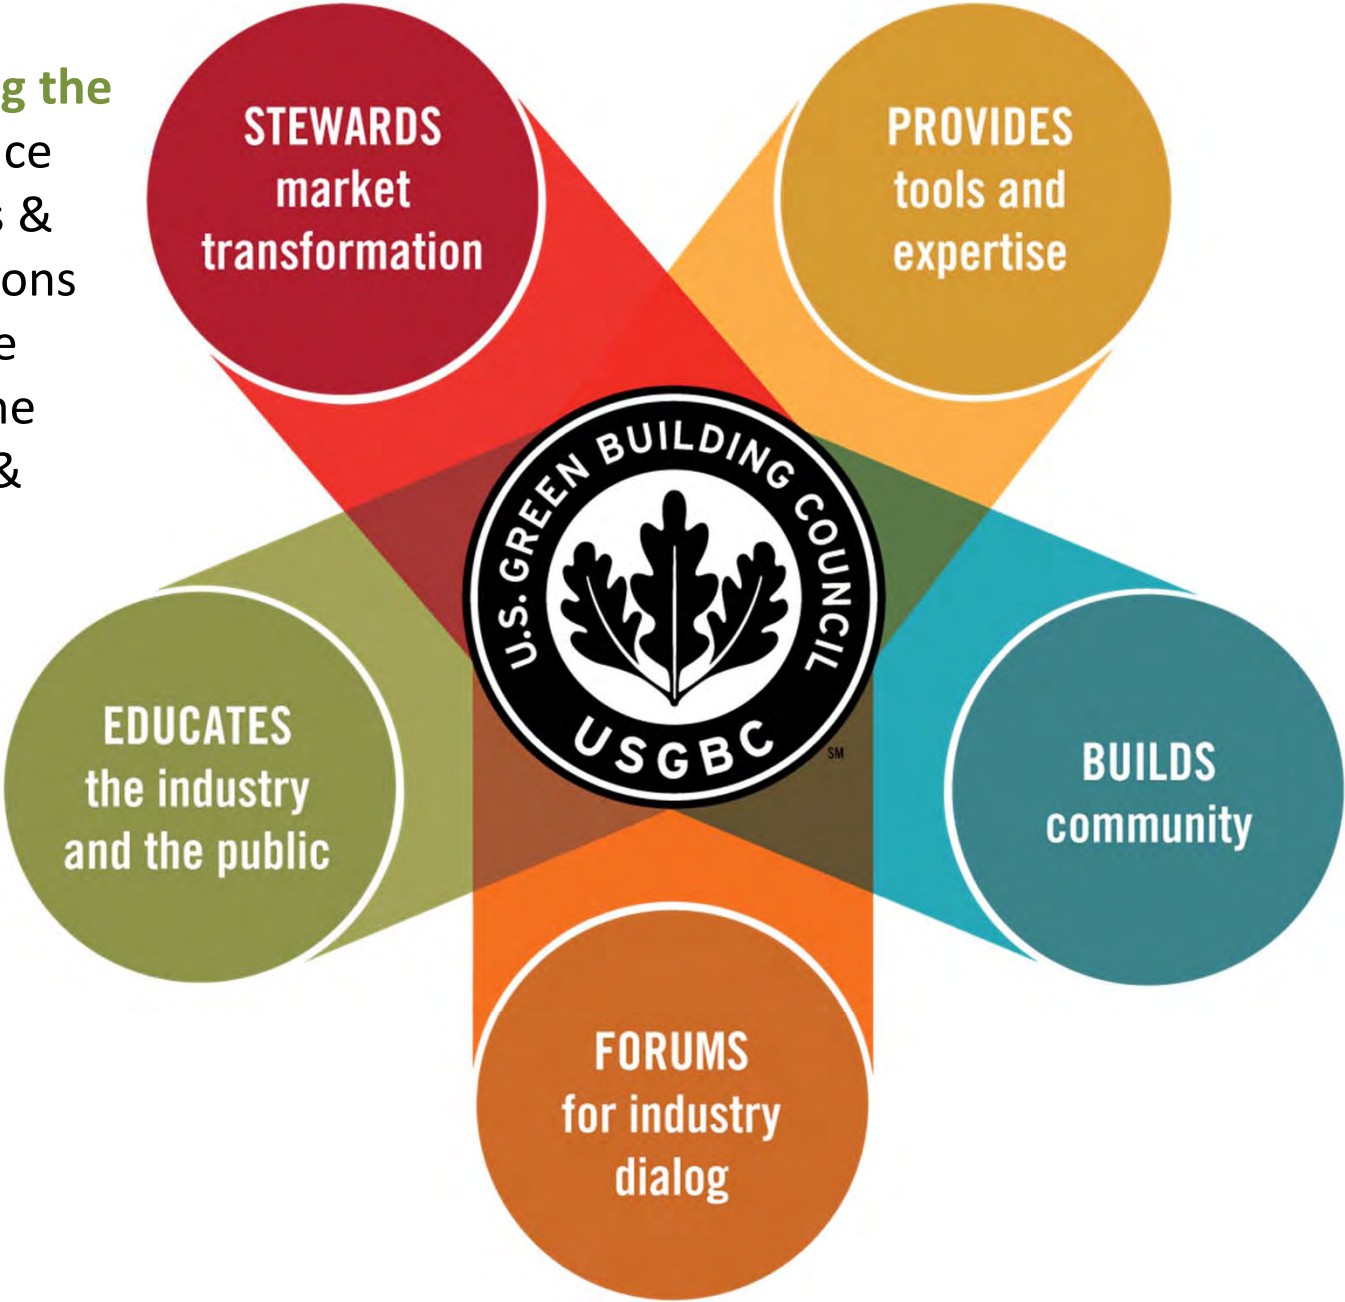 g the
ce
s &
ons
e
ne
&
STEWARDS
market
transformation
PROVIDES
tools and
expertise
U.S. GREEN BUILDING COUNCIL
USGBC
SM
EDUCATES
the industry
and the public
BUILDS
community
FORUMS
for industry
dialog